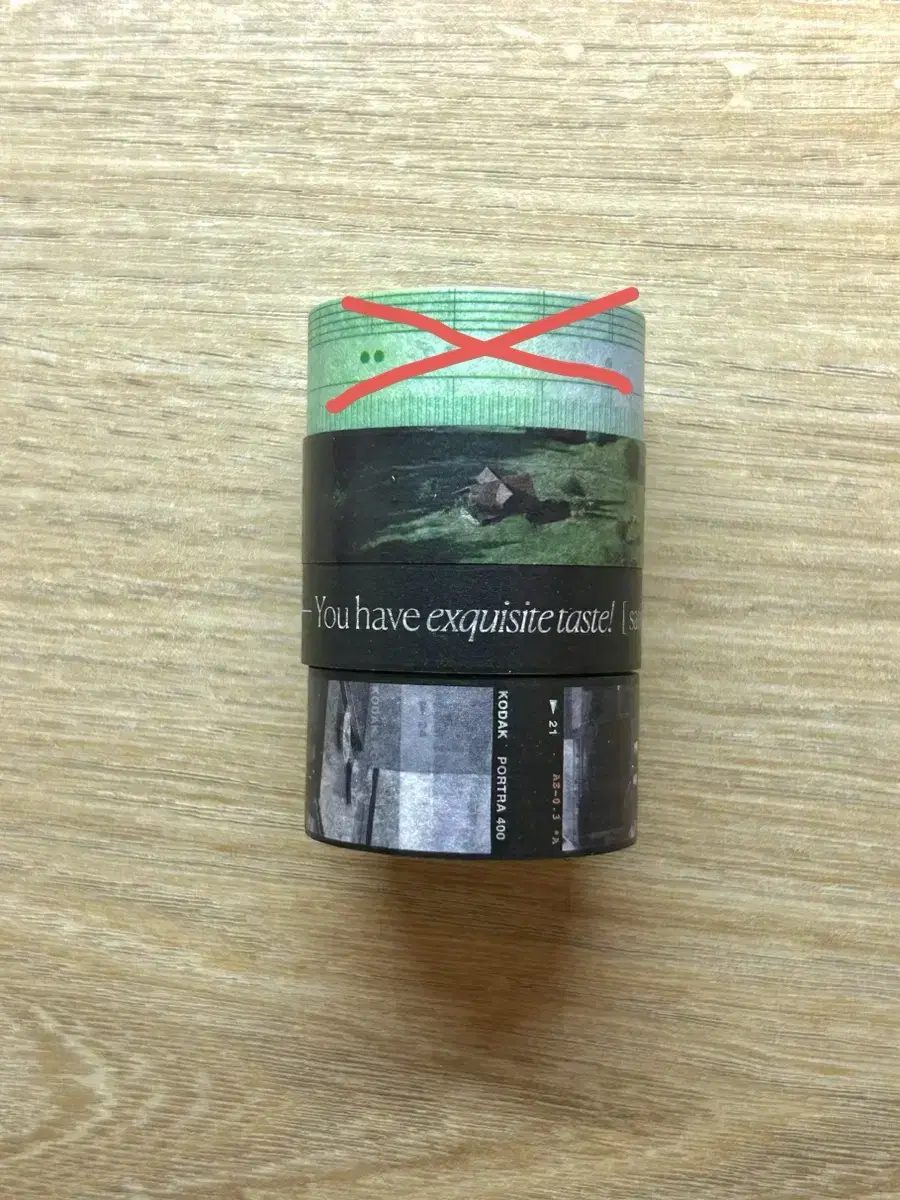 —You have exquisite taste! [
KODAK PORTRA 400
▶ 21